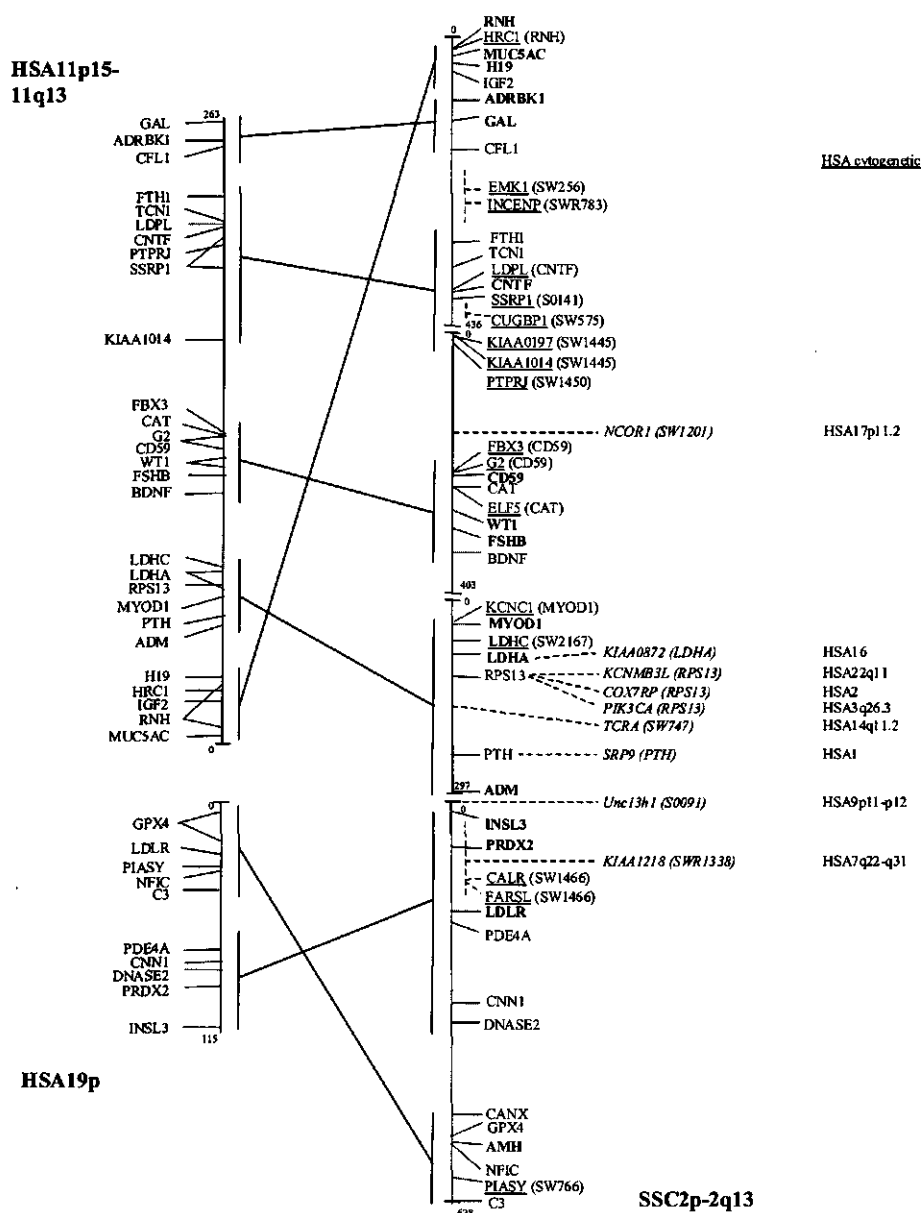 HSA11p15-
11q13
263
GAL
ADRBK1
CFL1
FTH1
TCN1
LDPL
CNTF
PTPRJ
SSRP1
KIAA1014
FBX3
CAT
G2
CD59
WT1
FSHB
BDNF
LDHC
LDHA
RPS13
MYOD1
PTH
ADM
H19
HRC1
IGF2
RNH
MUC5AC
0
0
GPX4
LDLR
PIASY
NFIC
C3
PDE4A
CNN1
DNASE2
PRDX2
INSL3
115
HSA19p
0
RNH
HRC1 (RNH)
MUC5AC
H19
IGF2
ADRBK1
GAL
CFL1
EMK1 (SW256)
INCENP (SWR783)
FTH1
TCN1
LDPL (CNTF)
CNTF
SSRP1 (S0141)
CUGBP1 (SW575)
436
0
KIAA0197 (SW1445)
KIAA1014 (SW1445)
PTPRJ (SW1450)
NCOR1 (SW1201) HSA17p11.2
FBX3 (CD59)
G2 (CD59)
CD59
CAT
ELF5 (CAT)
WT1
FSHB
BDNF
403
0
KCNC1 (MYOD1)
MYOD1
LDHC (SW2167)
LDHA KIAA0872 (LDHA) HSA16
RPS13 KCNMB3L (RPS13) HSA22q11
COX7RP (RPS13) HSA2
PIK3CA (RPS13) HSA3q26.3
TCRA (SW747) HSA14q11.2
PTH SRP9 (PTH) HSA1
ADM
297
0
Unc13h1 (S0091) HSA9p11-p12
INSL3
PRDX2
KIAA1218 (SWR1338) HSA7q22-q31
CALR (SW1466)
FARSL (SW1466)
LDLR
PDE4A
CNN1
DNASE2
CANX
GPX4
AMH
NFIC
PIASY (SW766)
C3
HSA cytogenetic
SSC2p-2q13